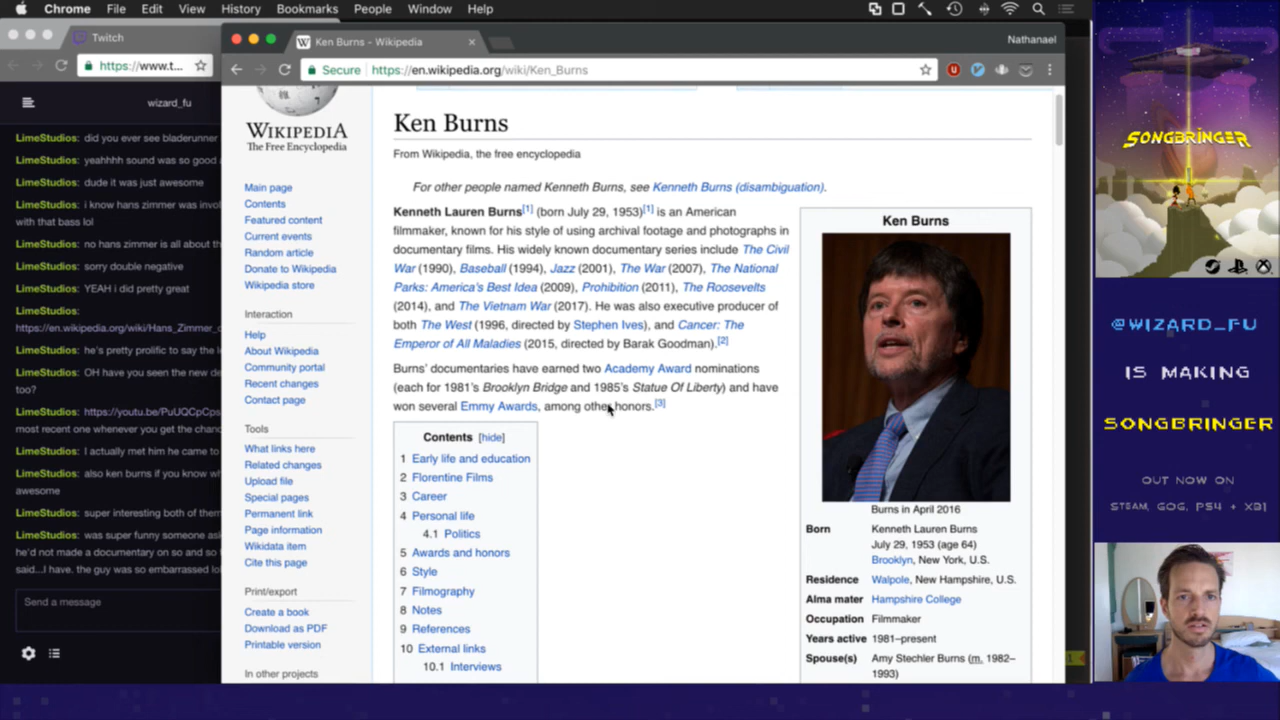 Chrome File Edit View History Bookmarks People Window Help
Twitch
https://www.t...
wizard_fu
LimeStudios: did you ever see bladerunner
LimeStudios: yeahhhh sound was so good
LimeStudios: dude it was just awesome
LimeStudios: i know hans zimmer was
with that bass lol
LimeStudios: no hans zimmer is all about
LimeStudios: sorry double negative
LimeStudios: YEAH i did pretty great
LimeStudios:
https://en.wikipedia.org/wiki/Hans_Zimmer_
LimeStudios: he's pretty prolific to say the
LimeStudios: OH have you seen the new
too?
LimeStudios: https://youtu.be/PuUQCpCps
most recent one whenever you get the
LimeStudios: I actually met him he came to
LimeStudios: also ken burns if you know
awesome
LimeStudios: super interesting both of
LimeStudios: was super funny someone
he'd not made a documentary on so and so
said...I have. the guy was so embarrassed
Send a message
Ken Burns - Wikipedia
Nathanael
Secure https://en.wikipedia.org/wiki/Ken_Burns
WIKIPEDIA
The Free Encyclopedia
Main page
Contents
Featured content
Current events
Random article
Donate to Wikipedia
Wikipedia store
Interaction
Help
About Wikipedia
Community portal
Recent changes
Contact page
Tools
What links here
Related changes
Upload file
Special pages
Permanent link
Page information
Wikidata item
Cite this page
Print/export
Create a book
Download as PDF
Printable version
In other projects
Ken Burns
From Wikipedia, the free encyclopedia
For other people named Kenneth Burns, see Kenneth Burns (disambiguation).
Kenneth Lauren Burns[1] (born July 29, 1953)[1] is an American
filmmaker, known for his style of using archival footage and photographs in
documentary films. His widely known documentary series include The Civil
War (1990), Baseball (1994), Jazz (2001), The War (2007), The National
Parks: America's Best Idea (2009), Prohibition (2011), The Roosevelts
(2014), and The Vietnam War (2017). He was also executive producer of
both The West (1996, directed by Stephen Ives), and Cancer: The
Emperor of All Maladies (2015, directed by Barak Goodman).[2]
Burns' documentaries have earned two Academy Award nominations
(each for 1981's Brooklyn Bridge and 1985's Statue Of Liberty) and have
won several Emmy Awards, among other honors.[3]
Contents [hide]
1 Early life and education
2 Florentine Films
3 Career
4 Personal life
4.1 Politics
5 Awards and honors
6 Style
7 Filmography
8 Notes
9 References
10 External links
10.1 Interviews
Ken Burns
Burns in April 2016
Born Kenneth Lauren Burns
July 29, 1953 (age 64)
Brooklyn, New York, U.S.
Residence Walpole, New Hampshire, U.S.
Alma mater Hampshire College
Occupation Filmmaker
Years active 1981–present
Spouse(s) Amy Stechler Burns (m. 1982–
1993)
SONGBRINGER
@WIZARD_FU
IS MAKING
SONGBRINGER
OUT NOW ON
STEAM, GOG, PS4 + XB1